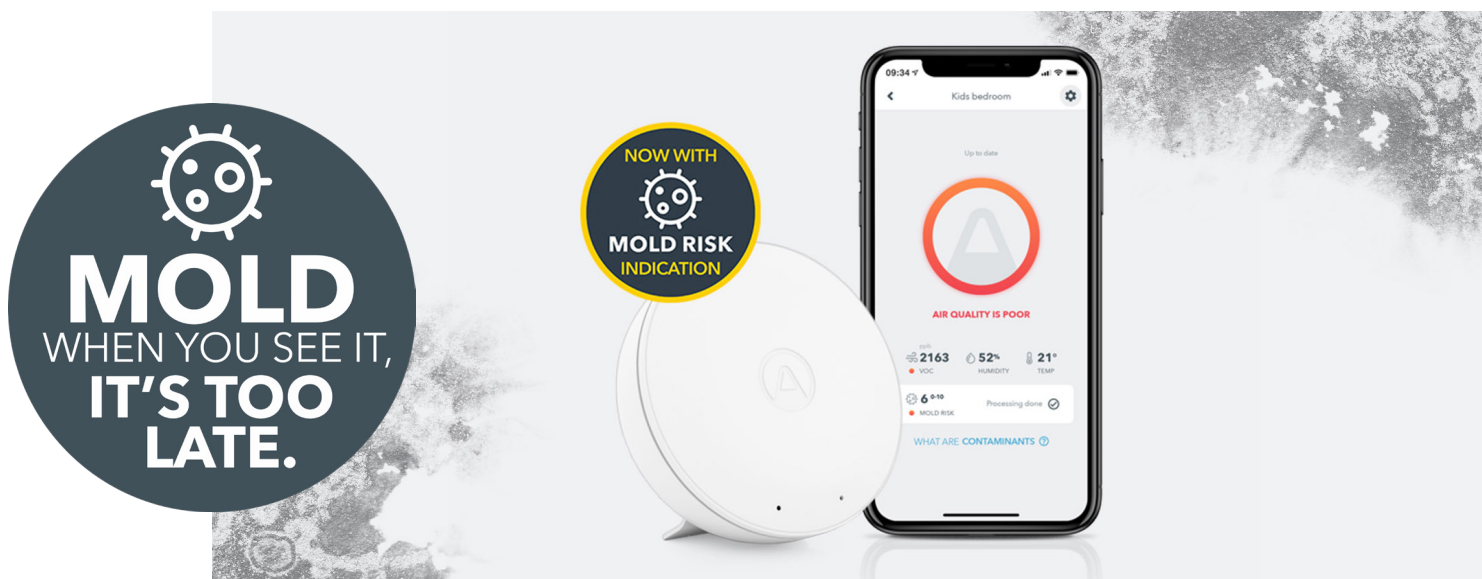 MOLD
WHEN YOU SEE IT,
IT'S TOO
LATE.
NOW WITH
MOLD RISK
INDICATION
09:34
Kids bedroom
Up to date
AIR QUALITY IS POOR
ppb
2163 52% 21°
VOC HUMIDITY TEMP
6 0-10 Processing done
MOLD RISK
WHAT ARE CONTAMINANTS ?